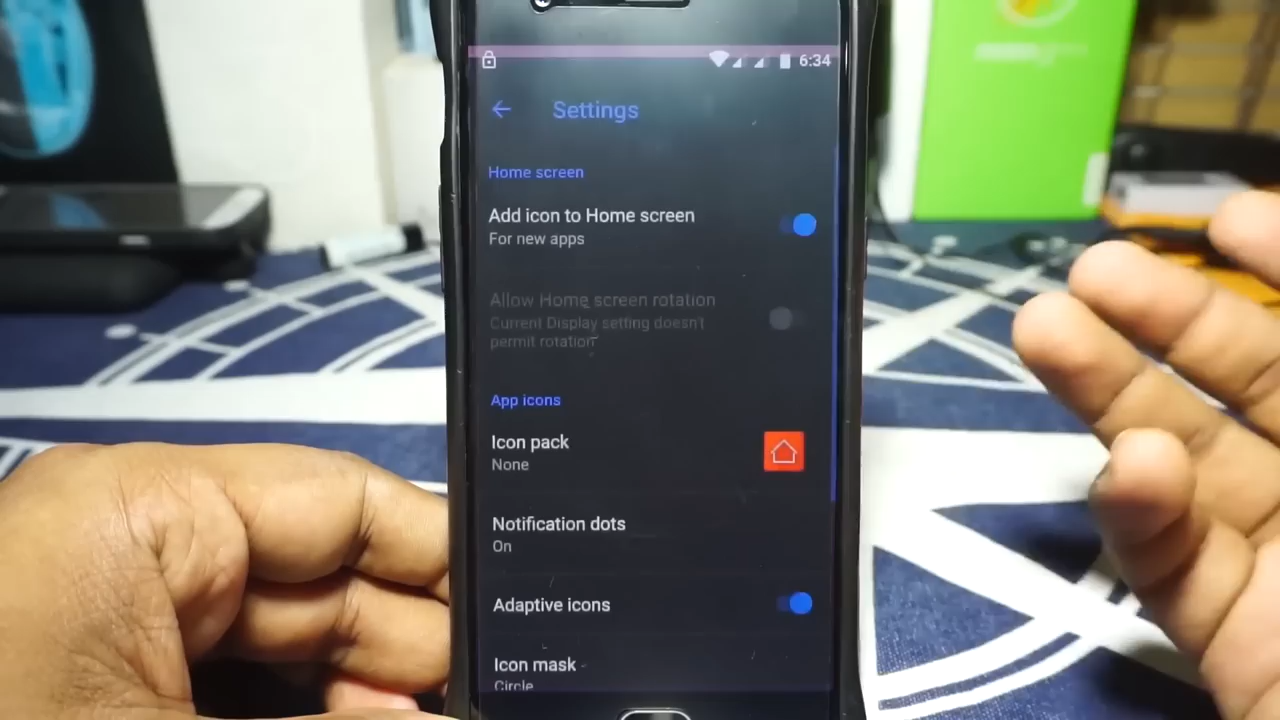 6:34
Settings
Home screen
Add icon to Home screen
For new apps
Allow Home screen rotation
Current Display setting doesn't
permit rotation
App icons
Icon pack
None
Notification dots
On
Adaptive icons
Icon mask
Circle